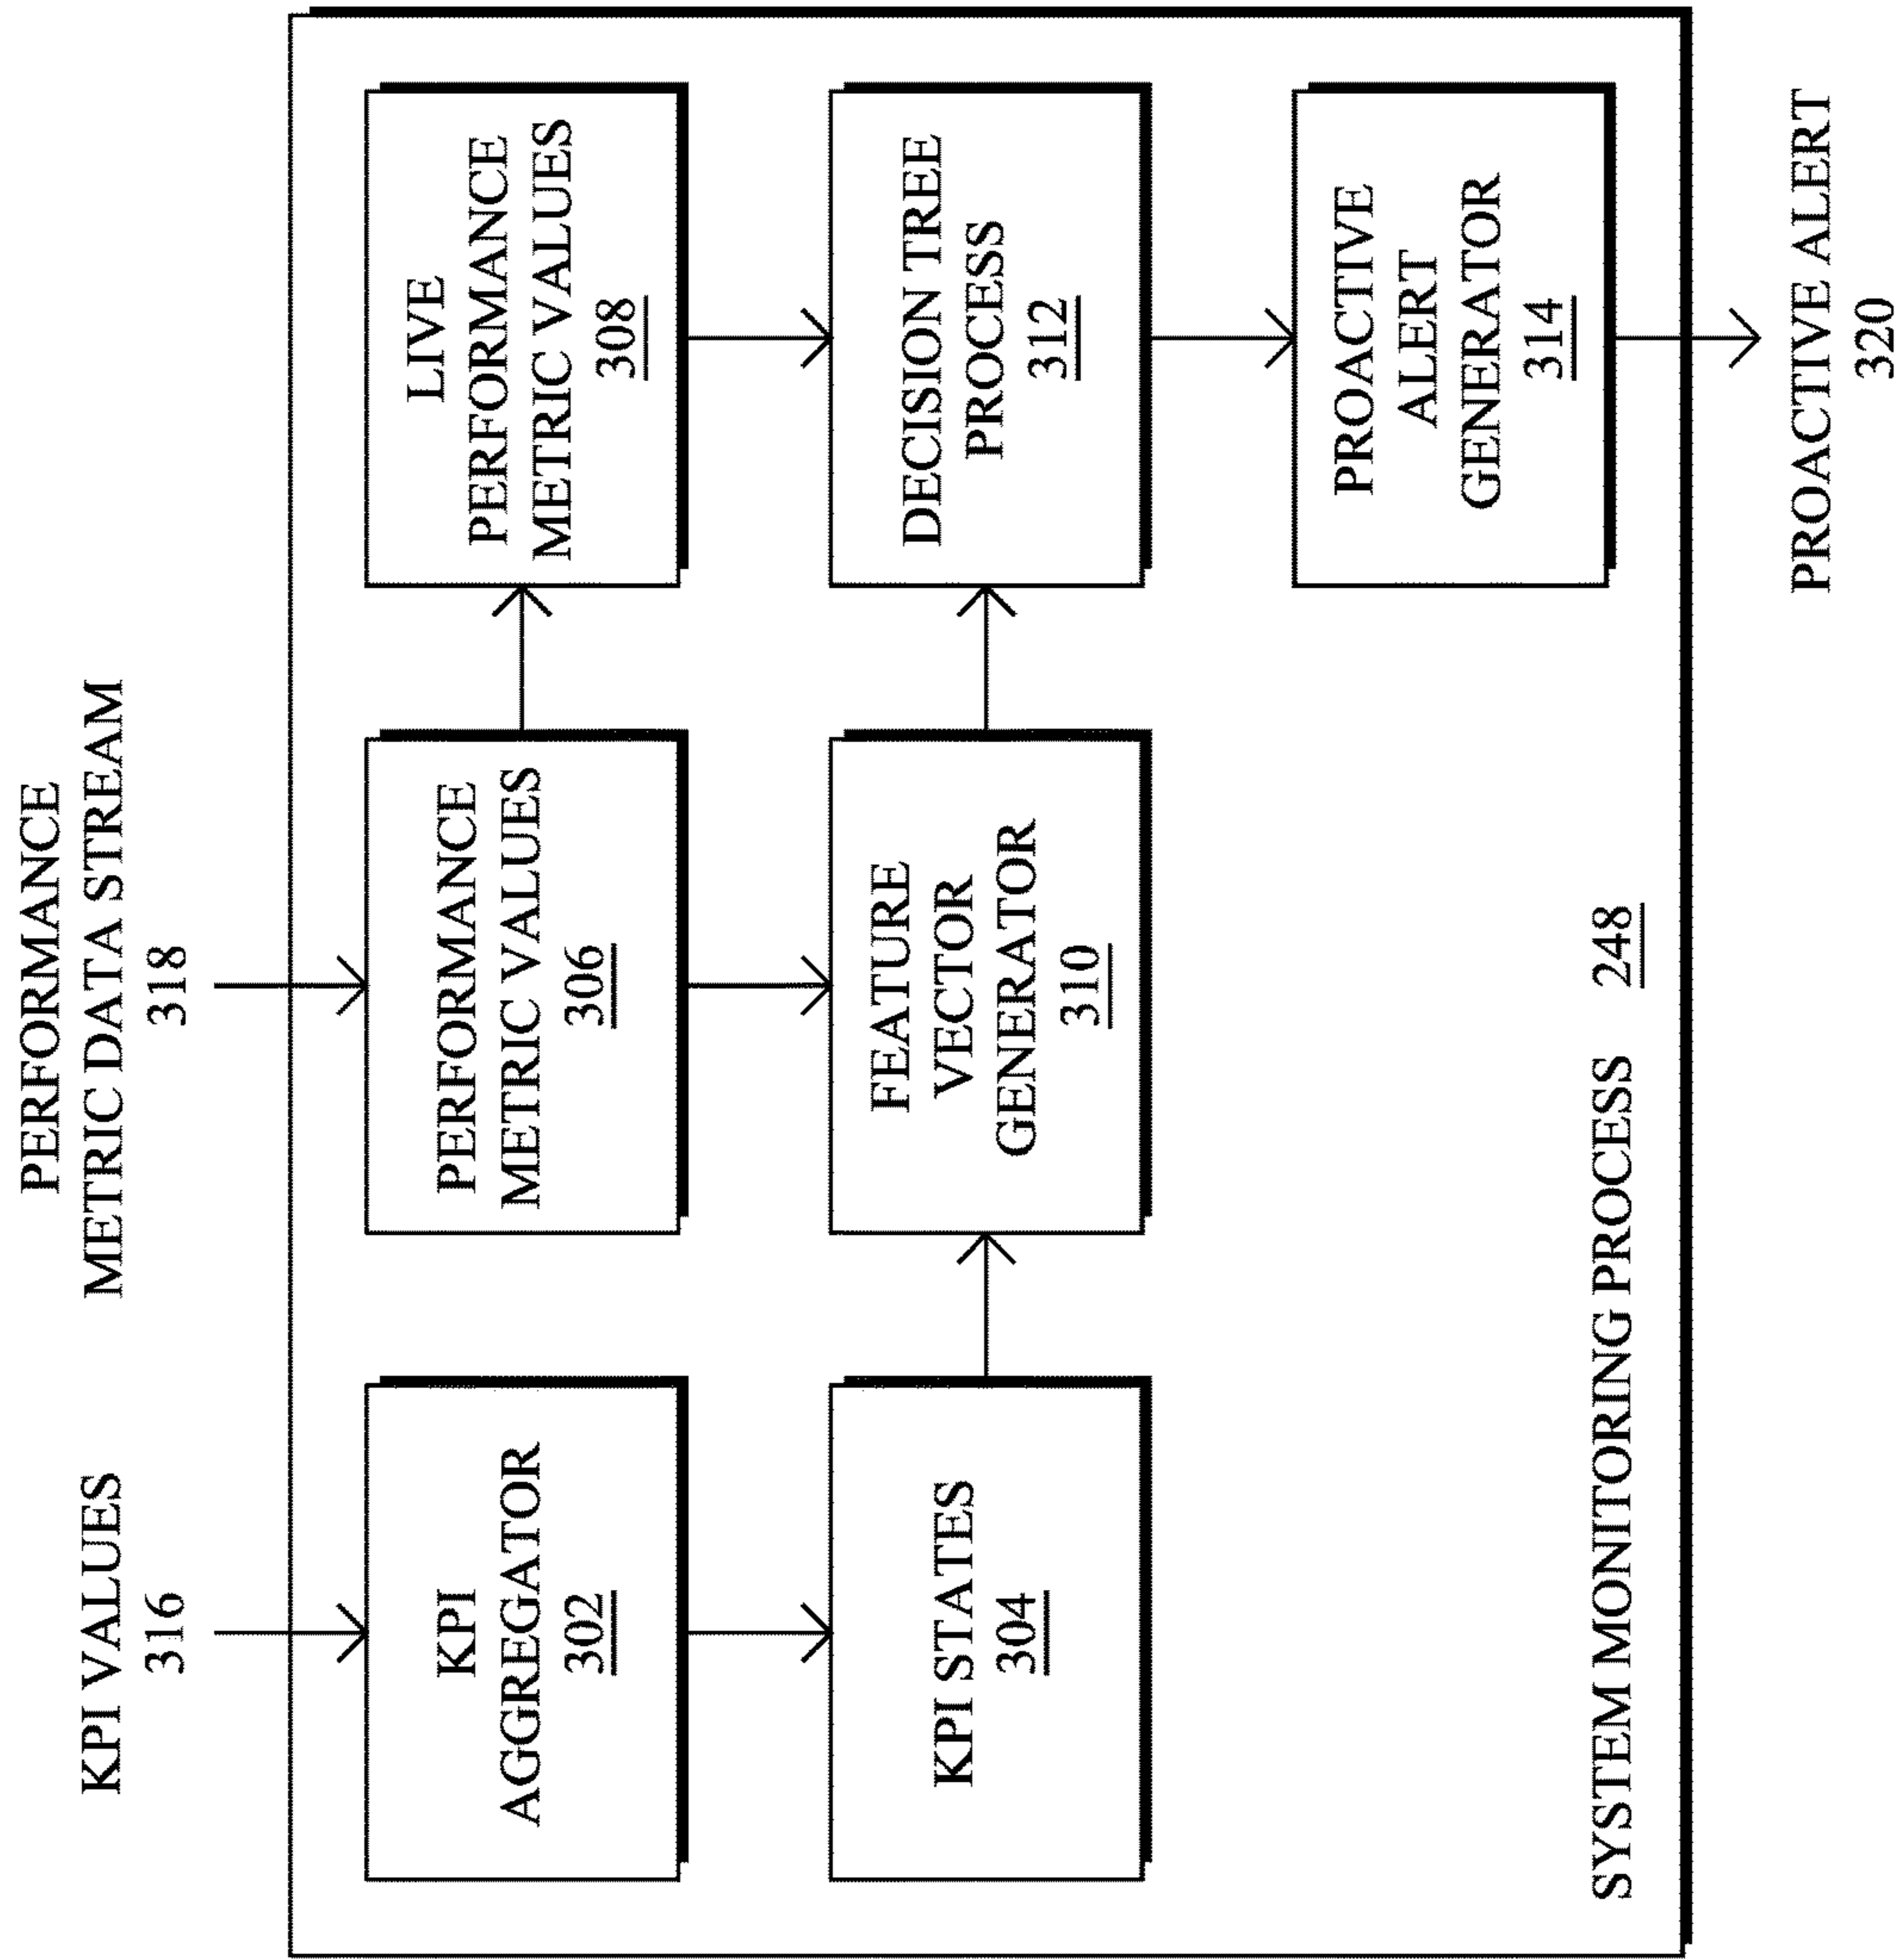 KPI VALUES
316
PERFORMANCE
METRIC DATA STREAM
318
KPI
AGGREGATOR
302
PERFORMANCE
METRIC VALUES
306
LIVE
PERFORMANCE
METRIC VALUES
308
KPI STATES
304
FEATURE
VECTOR
GENERATOR
310
DECISION TREE
PROCESS
312
PROACTIVE
ALERT
GENERATOR
314
SYSTEM MONITORING PROCESS 248
PROACTIVE ALERT
320